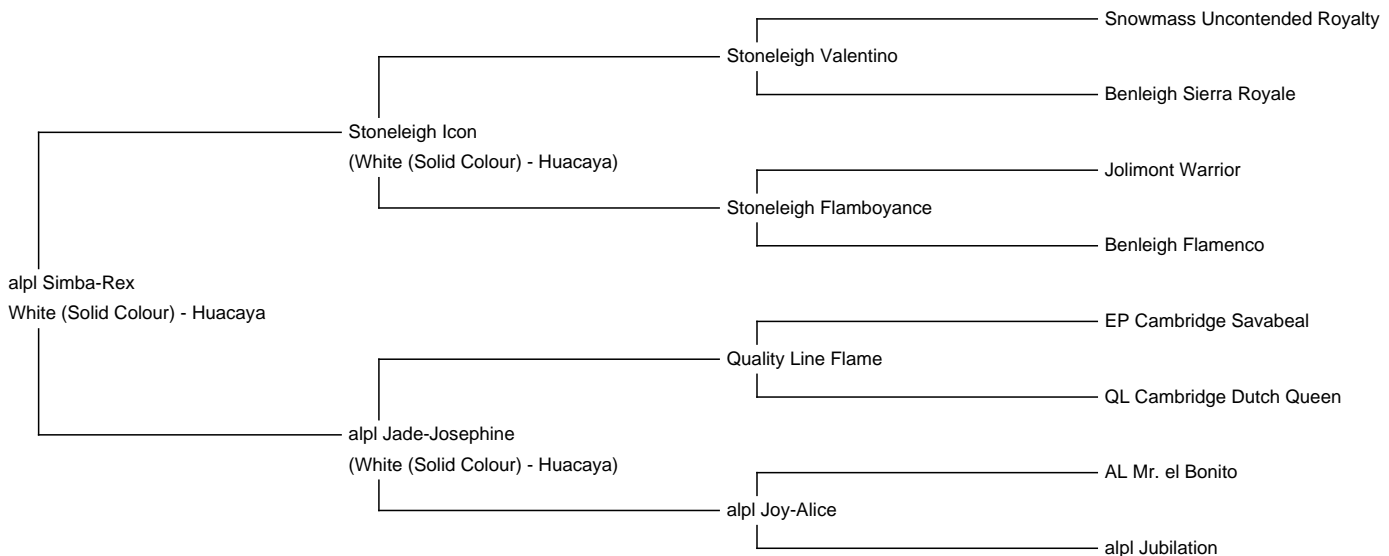 Snowmass Uncontended Royalty
Stoneleigh Valentino
Benleigh Sierra Royale
Stoneleigh Icon
(White (Solid Colour) - Huacaya)
Jolimont Warrior
Stoneleigh Flamboyance
Benleigh Flamenco
alpl Simba-Rex
White (Solid Colour) - Huacaya
EP Cambridge Savabeal
Quality Line Flame
QL Cambridge Dutch Queen
alpl Jade-Josephine
(White (Solid Colour) - Huacaya)
AL Mr. el Bonito
alpl Joy-Alice
alpl Jubilation